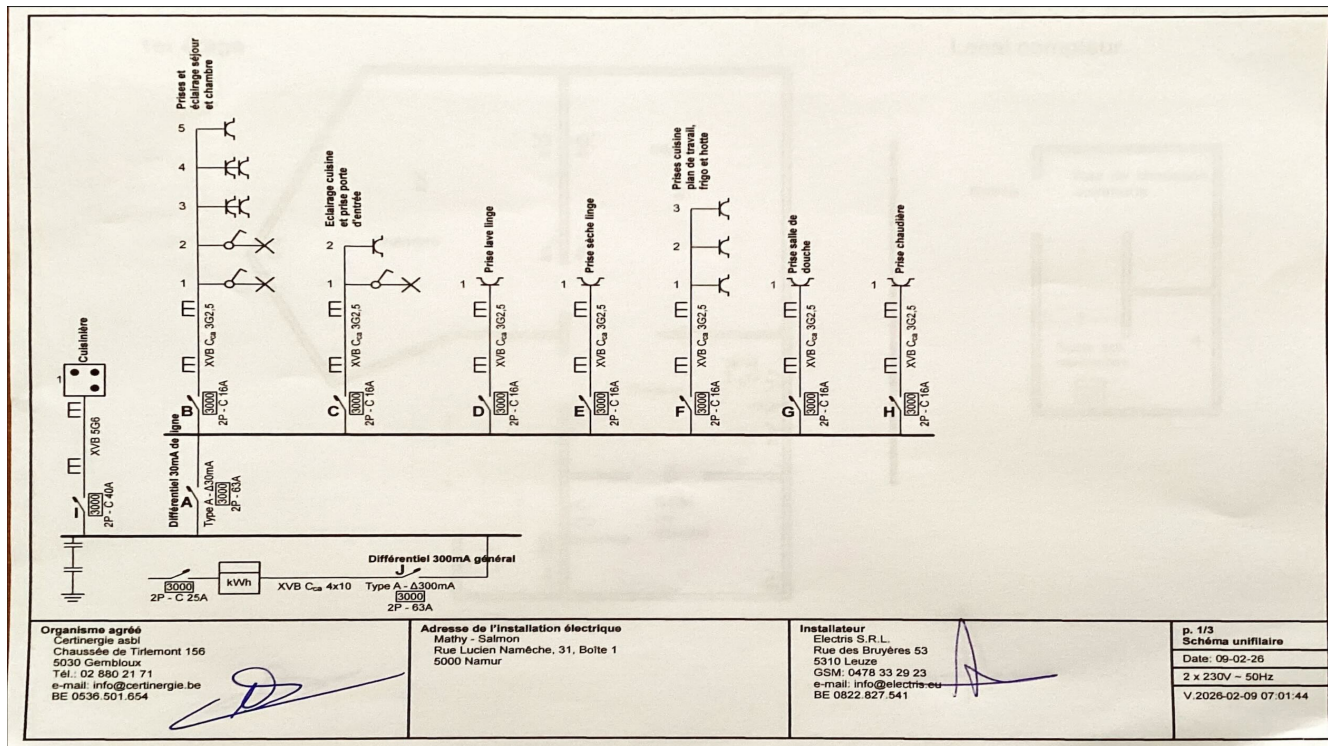 Prises et
éclairage séjour
et chambre
5
4
3
2
1
XVB Cca 3G2,5
B
3000
2P - C 16A
Eclairage cuisine
et prise porte
d'entrée
2
1
XVB Cca 3G2,5
C
3000
2P - C 16A
Prise lave linge
1
XVB Cca 3G2,5
D
3000
2P - C 16A
Prise sèche linge
1
XVB Cca 3G2,5
E
3000
2P - C 16A
Prises cuisine
plan de travail,
frigo et hotte
3
2
1
XVB Cca 3G2,5
F
3000
2P - C 16A
Prise salle de
douche
1
XVB Cca 3G2,5
G
3000
2P - C 16A
Prise chaudière
1
XVB Cca 3G2,5
H
3000
2P - C 16A
Cuisinière
1
XVB 5G6
I
3000
2P - C 40A
Différentiel 30mA de ligne
A
Type A - Δ30mA
3000
2P - 63A
3000
2P - C 25A
kWh
XVB Cca 4x10
Différentiel 300mA général
J
Type A - Δ300mA
3000
2P - 63A
Organisme agréé
Certinergie asbl
Chaussée de Tirlemont 156
5030 Gembloux
Tél.: 02 880 21 71
e-mail: info@certinergie.be
BE 0536.501.654
Adresse de l'installation électrique
Mathy - Salmon
Rue Lucien Namêche, 31, Boîte 1
5000 Namur
Installateur
Electris S.R.L.
Rue des Bruyères 53
5310 Leuze
GSM: 0478 33 29 23
e-mail: info@electris.eu
BE 0822.827.541
p. 1/3
Schéma unifilaire
Date: 09-02-26
2 x 230V ~ 50Hz
V.2026-02-09 07:01:44
Local compteur